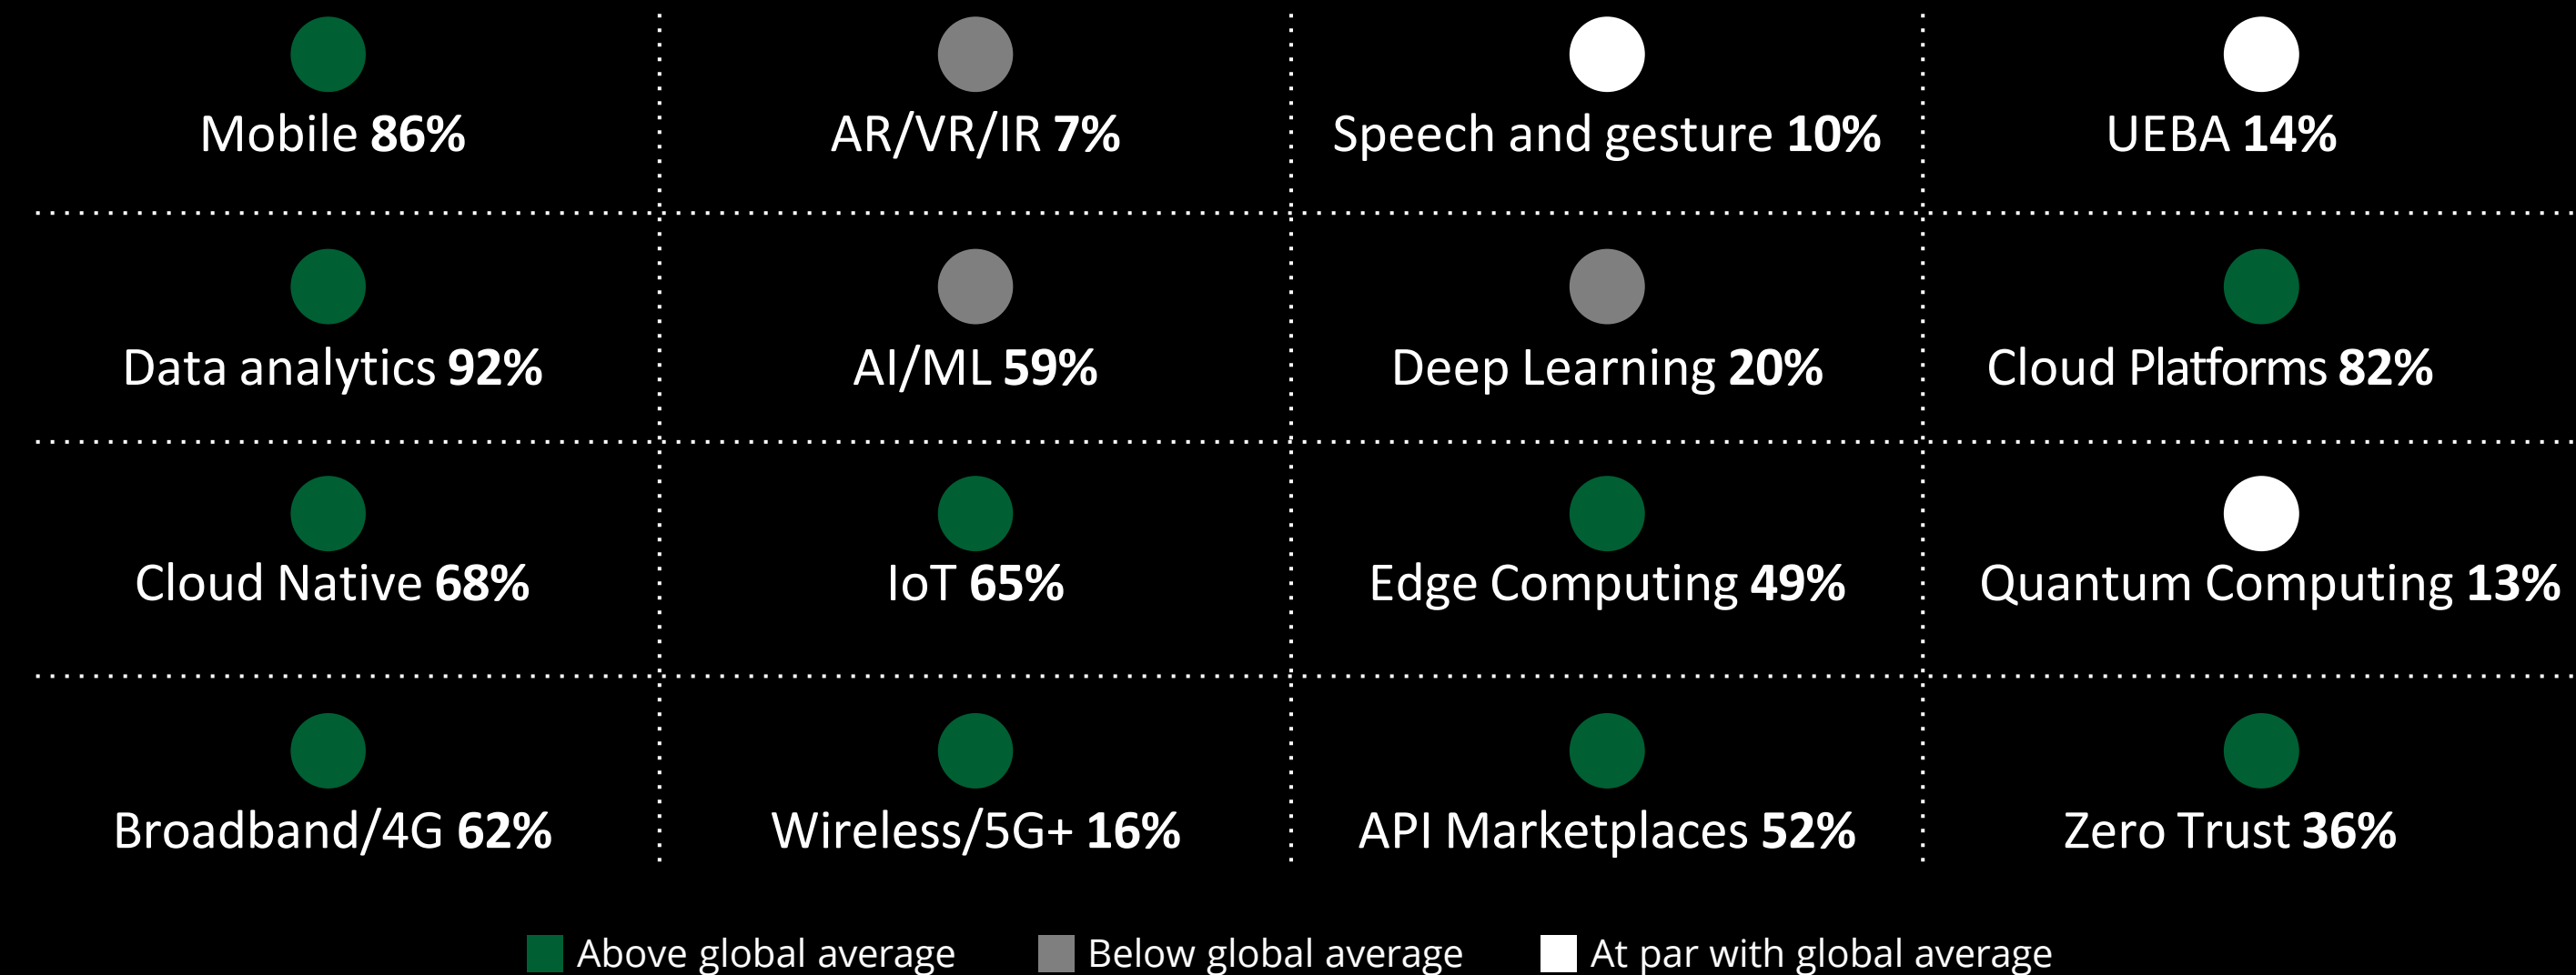 Mobile 86%
AR/VR/IR 7%
Speech and gesture 10%
UEBA 14%
Data analytics 92%
AI/ML 59%
Deep Learning 20%
Cloud Platforms 82%
Cloud Native 68%
IoT 65%
Edge Computing 49%
Quantum Computing 13%
Broadband/4G 62%
Wireless/5G+ 16%
API Marketplaces 52%
Zero Trust 36%
Above global average
Below global average
At par with global average